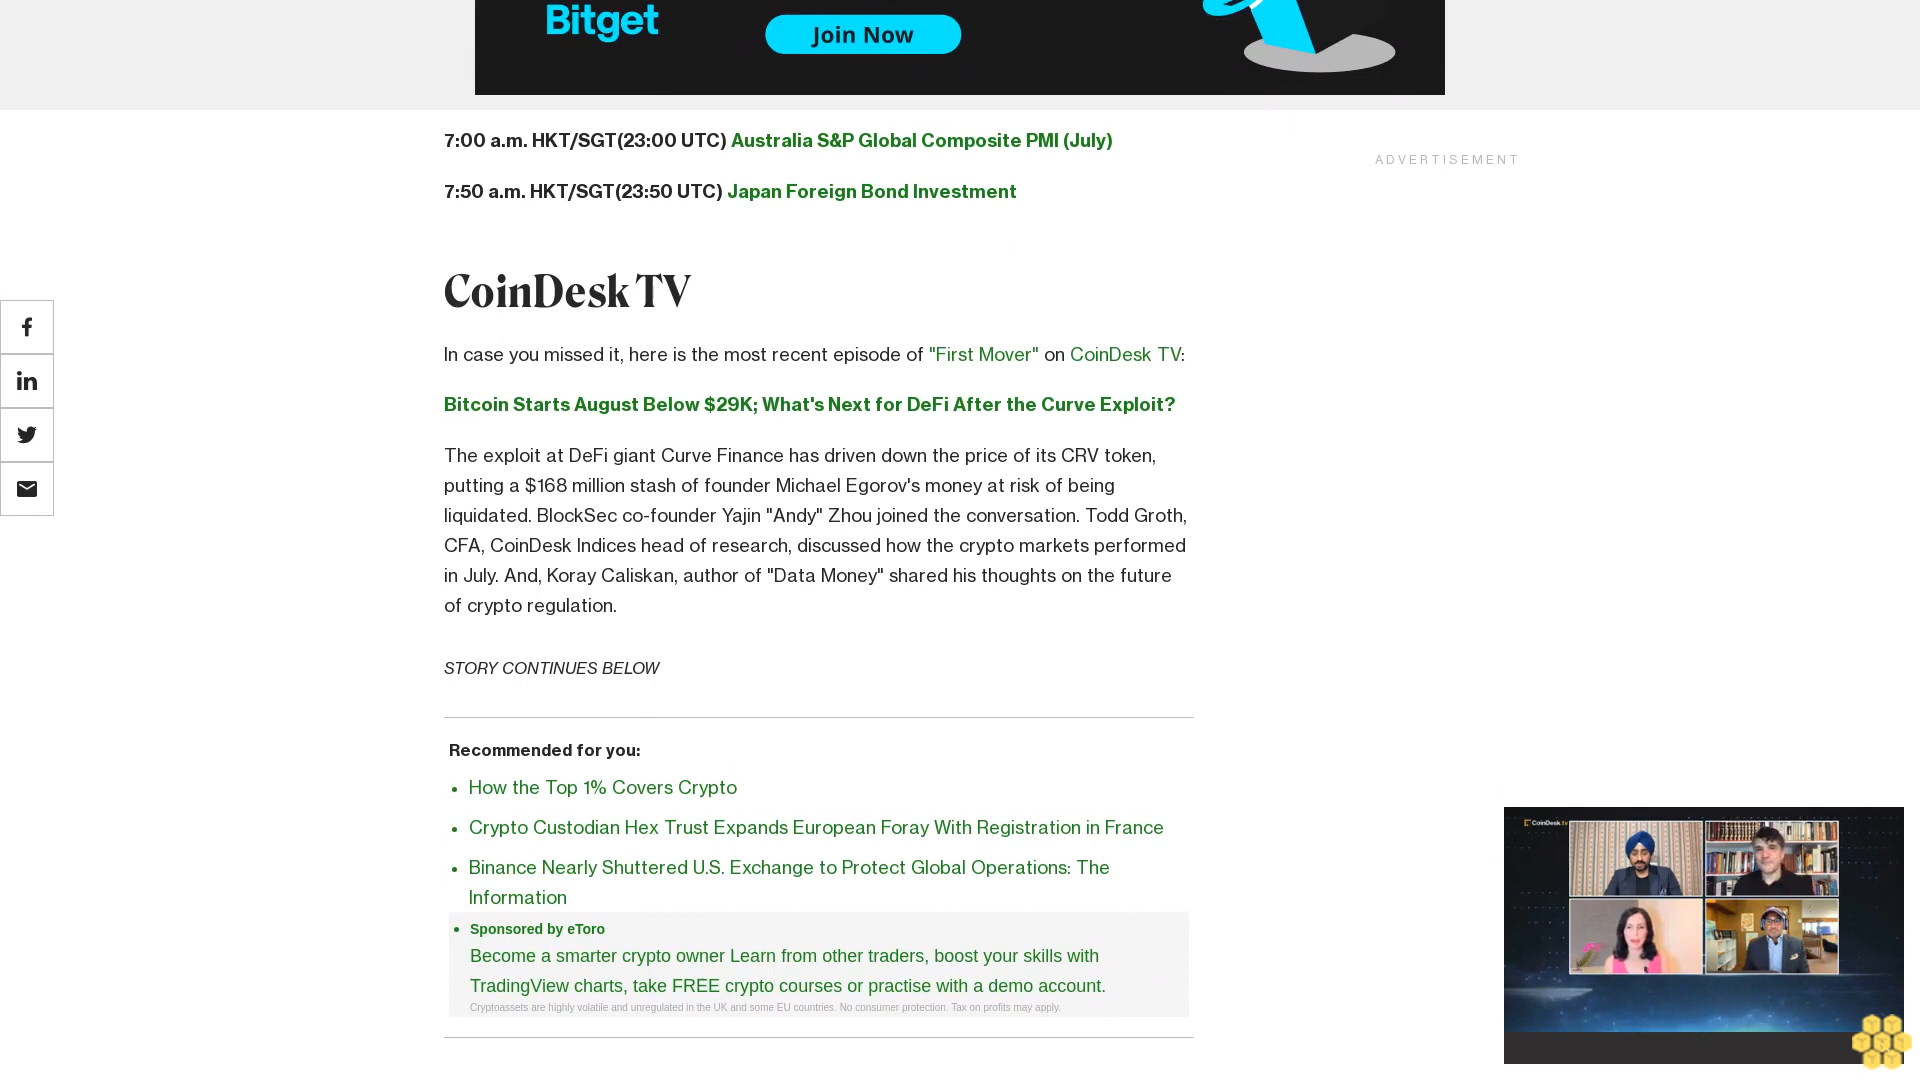 Bitget
Join Now
7:00 a.m. HKT/SGT(23:00 UTC) Australia S&P Global Composite PMI (July)
ADVERTISEMENT
7:50 a.m. HKT/SGT(23:50 UTC) Japan Foreign Bond Investment
CoinDesk TV
In case you missed it, here is the most recent episode of "First Mover" on CoinDesk TV:
Bitcoin Starts August Below $29K; What's Next for DeFi After the Curve Exploit?
The exploit at DeFi giant Curve Finance has driven down the price of its CRV token,
putting a $168 million stash of founder Michael Egorov's money at risk of being
liquidated. BlockSec co-founder Yajin "Andy" Zhou joined the conversation. Todd Groth,
CFA, CoinDesk Indices head of research, discussed how the crypto markets performed
in July. And, Koray Caliskan, author of "Data Money" shared his thoughts on the future
of crypto regulation.
STORY CONTINUES BELOW
Recommended for you:
• How the Top 1% Covers Crypto
• Crypto Custodian Hex Trust Expands European Foray With Registration in France
• Binance Nearly Shuttered U.S. Exchange to Protect Global Operations: The
Information
• Sponsored by eToro
Become a smarter crypto owner Learn from other traders, boost your skills with
TradingView charts, take FREE crypto courses or practise with a demo account.
Cryptoassets are highly volatile and unregulated in the UK and some EU countries. No consumer protection. Tax on profits may apply.
CoinDesk.tv